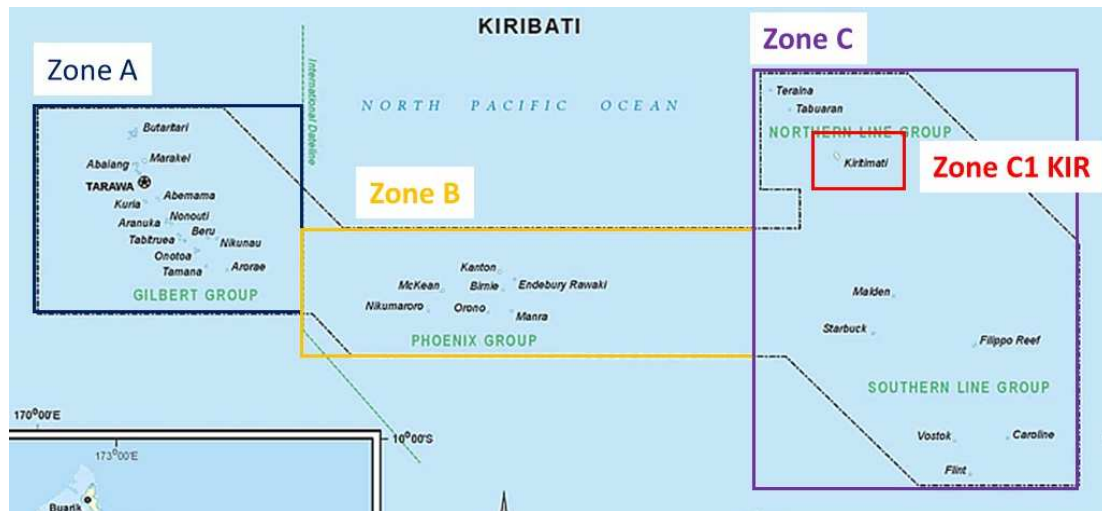 KIRIBATI
Zone C
Zone A
International Dateline
NORTH PACIFIC OCEAN
Teraina
Tabuaran
NORTHERN LINE GROUP
Kiritimati
Zone C1 KIR
Butaritari
Abaiang
Marakei
TARAWA
Abemama
Kuria
Zone B
Aranuka
Nonouti
Beru
Tabitruea
Nikunau
Onotoa
Tamana
Arorae
GILBERT GROUP
Kanton
McKean
Birnie
Endebury Rawaki
Nikumaroro
Orono
Manra
PHOENIX GROUP
Malden
Starbuck
Filippo Reef
SOUTHERN LINE GROUP
Vostok
Caroline
Flint
170°00'E
173°00'E
10°00'S
Buarik